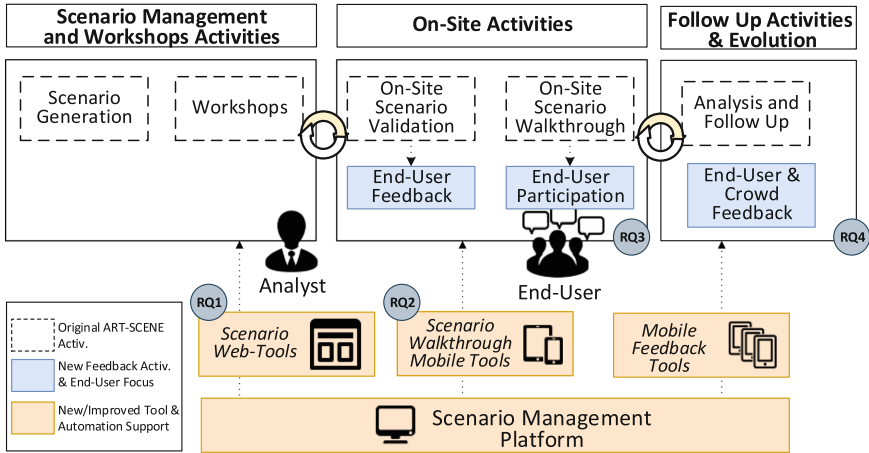 Scenario Management
and Workshops Activities
On-Site Activities
Follow Up Activities
& Evolution
Scenario
Generation
Workshops
On-Site
Scenario
Validation
On-Site
Scenario
Walkthrough
Analysis and
Follow Up
End-User
Feedback
End-User
Participation
End-User &
Crowd
Feedback
RQ3
RQ4
Analyst
End-User
RQ1
RQ2
Scenario
Web-Tools
Scenario
Walkthrough
Mobile Tools
Mobile
Feedback
Tools
Original ART-SCENE
Activ.
New Feedback Activ.
& End-User Focus
New/Improved Tool &
Automation Support
Scenario Management
Platform